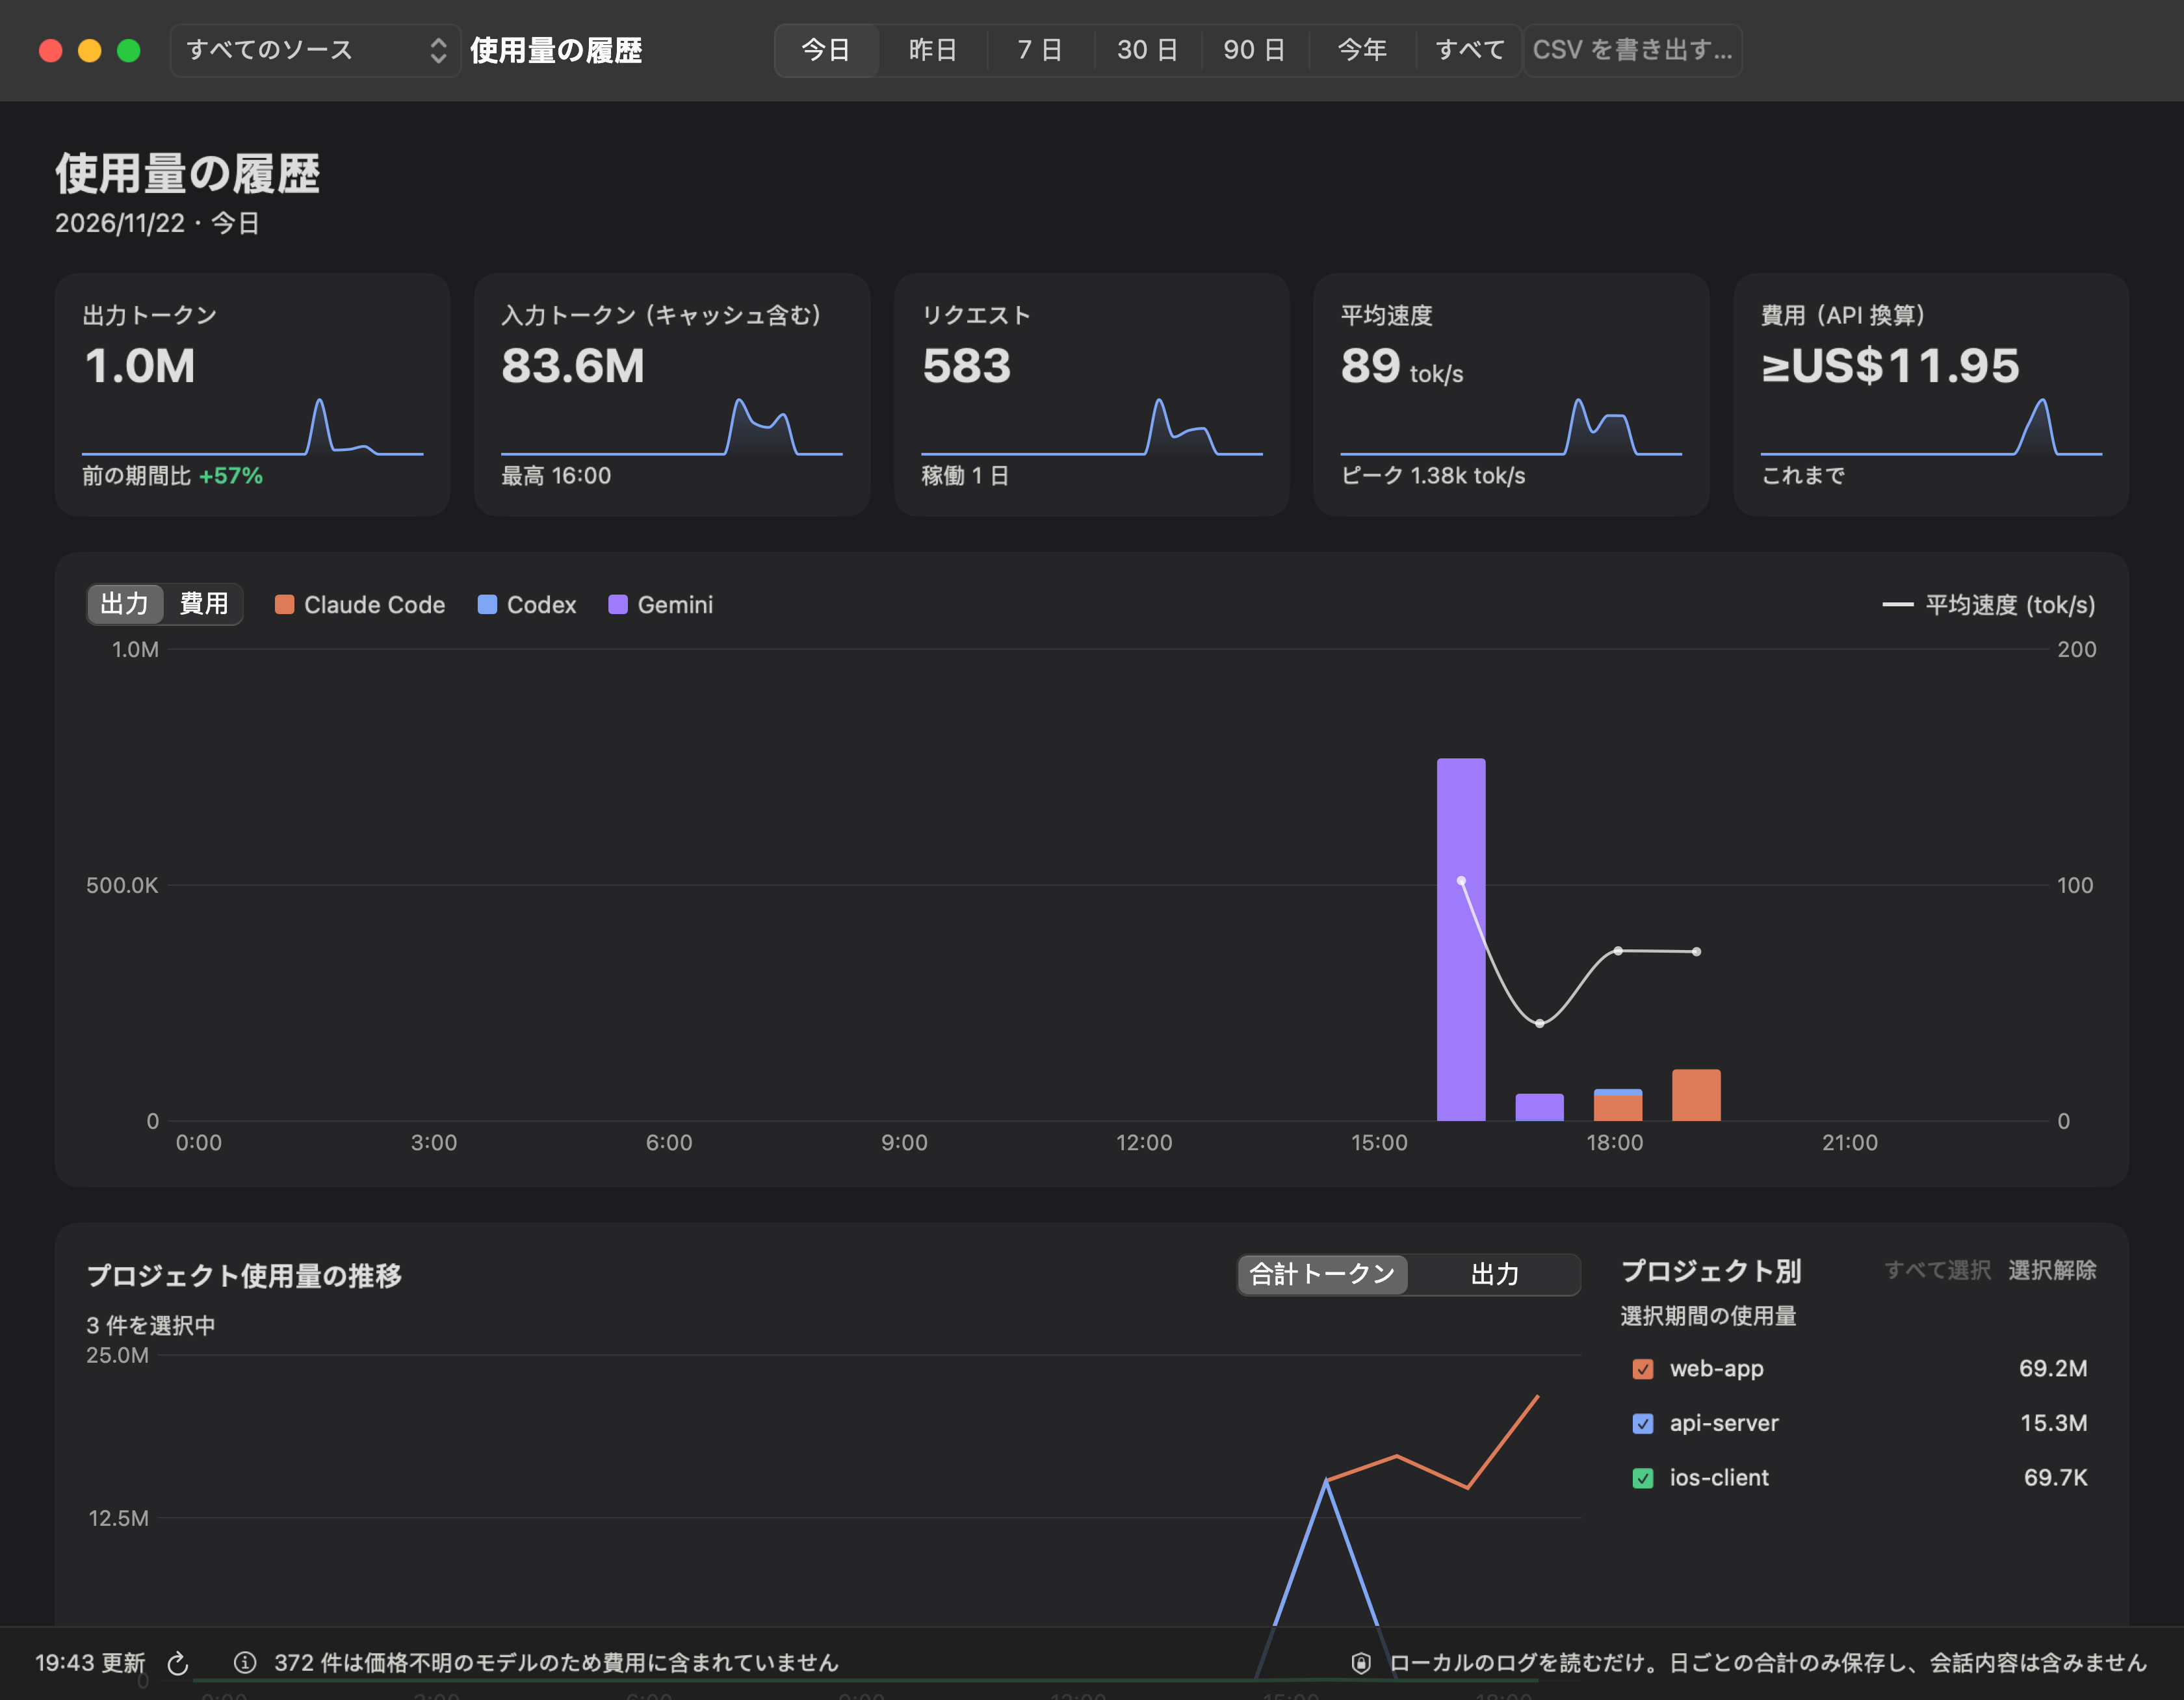 すべてのソース
使用量の履歴
今日 昨日 7 日 30 日 90 日 今年 すべて
CSV を書き出す...
使用量の履歴
2026/11/22 · 今日
出力トークン
1.0M
前の期間比 +57%
入力トークン（キャッシュ含む）
83.6M
最高 16:00
リクエスト
583
稼働 1 日
平均速度
89 tok/s
ピーク 1.38k tok/s
費用（API 換算）
≥US$11.95
これまで
出力 費用
Claude Code Codex Gemini
平均速度 (tok/s)
1.0M 200
500.0K 100
0 0
0:00 3:00 6:00 9:00 12:00 15:00 18:00 21:00
プロジェクト使用量の推移
合計トークン 出力
3 件を選択中
25.0M
12.5M
プロジェクト別
すべて選択 選択解除
選択期間の使用量
web-app 69.2M
api-server 15.3M
ios-client 69.7K
19:43 更新
372 件は価格不明のモデルのため費用に含まれていません
ローカルのログを読むだけ。日ごとの合計のみ保存し、会話内容は含みません
0